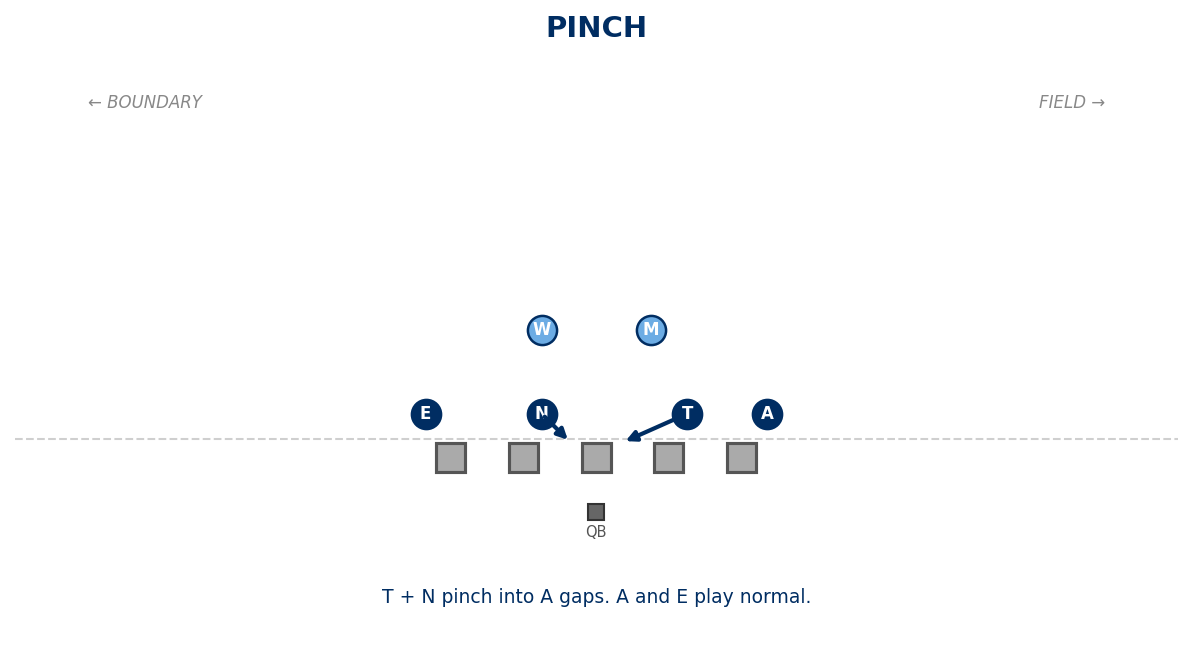 PINCH
← BOUNDARY
FIELD →
W
M
E
N
T
A
QB
T + N pinch into A gaps. A and E play normal.